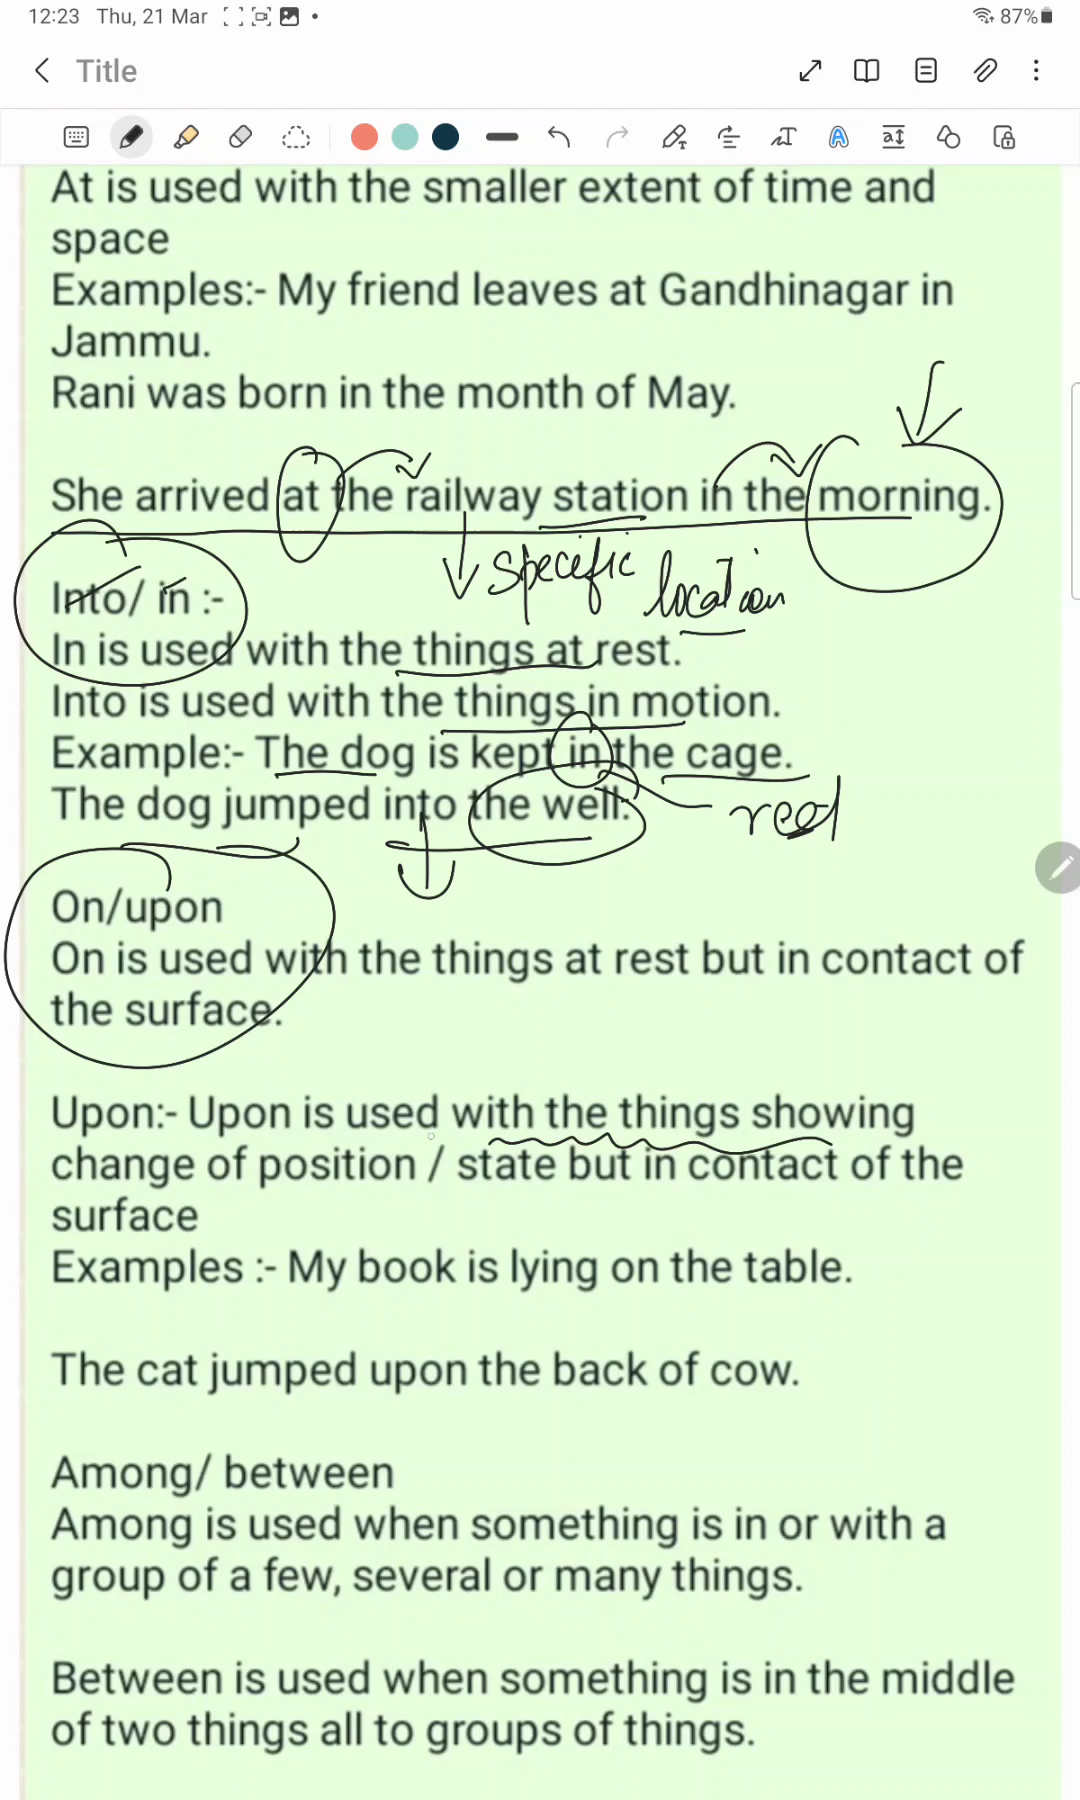 12:23 Thu, 21 Mar 87%
Title
At is used with the smaller extent of time and
space
Examples:- My friend leaves at Gandhinagar in
Jammu.
Rani was born in the month of May.
She arrived at the railway station in the morning.
specific location
Into/ in :-
In is used with the things at rest.
Into is used with the things in motion.
Example:- The dog is kept in the cage.
The dog jumped into the well.
On/upon
On is used with the things at rest but in contact of
the surface.
Upon:- Upon is used with the things showing
change of position / state but in contact of the
surface
Examples :- My book is lying on the table.
The cat jumped upon the back of cow.
Among/ between
Among is used when something is in or with a
group of a few, several or many things.
Between is used when something is in the middle
of two things all to groups of things.